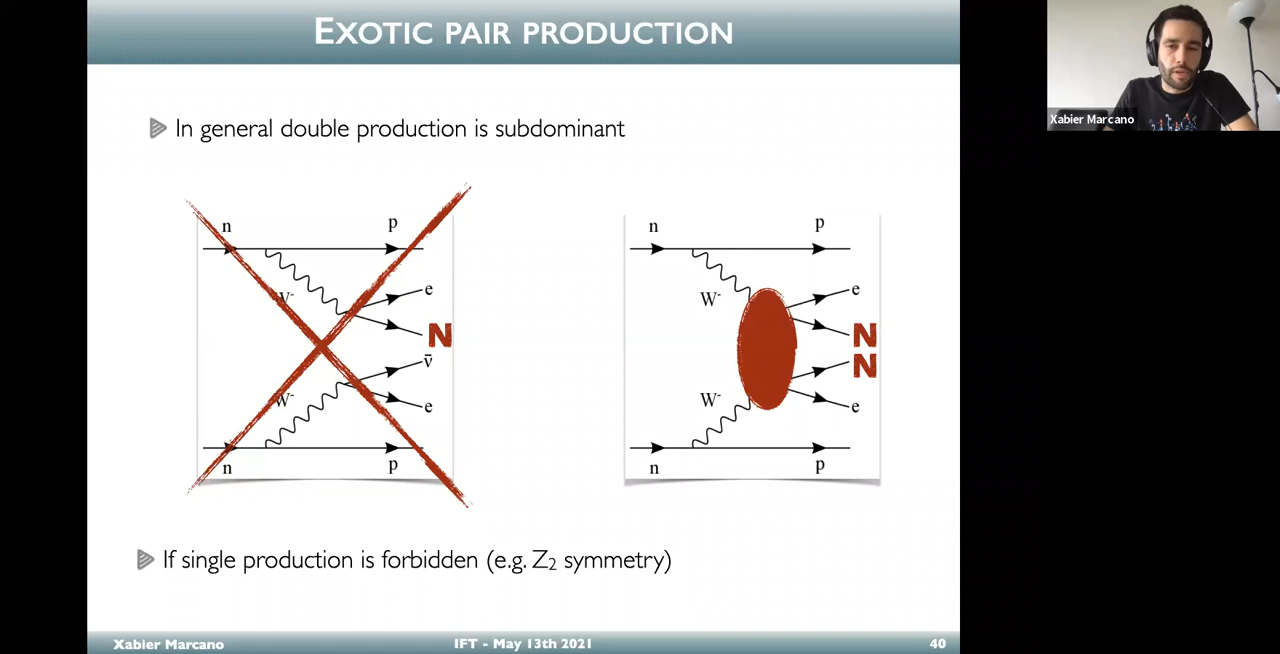 EXOTIC PAIR PRODUCTION
Xabier Marcano
In general double production is subdominant
n p
W-
e
N
ν̄
W-
e
n p
n p
W-
e
N
N
W-
e
n p
If single production is forbidden (e.g. Z2 symmetry)
Xabier Marcano IFT - May 13th 2021 40